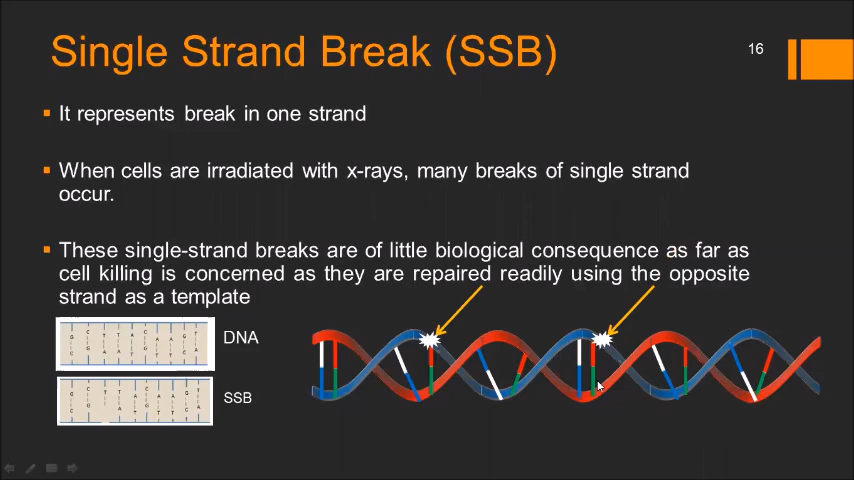 Single Strand Break (SSB)
16
It represents break in one strand
When cells are irradiated with x-rays, many breaks of single strand
occur.
These single-strand breaks are of little biological consequence as far as
cell killing is concerned as they are repaired readily using the opposite
strand as a template
DNA
SSB